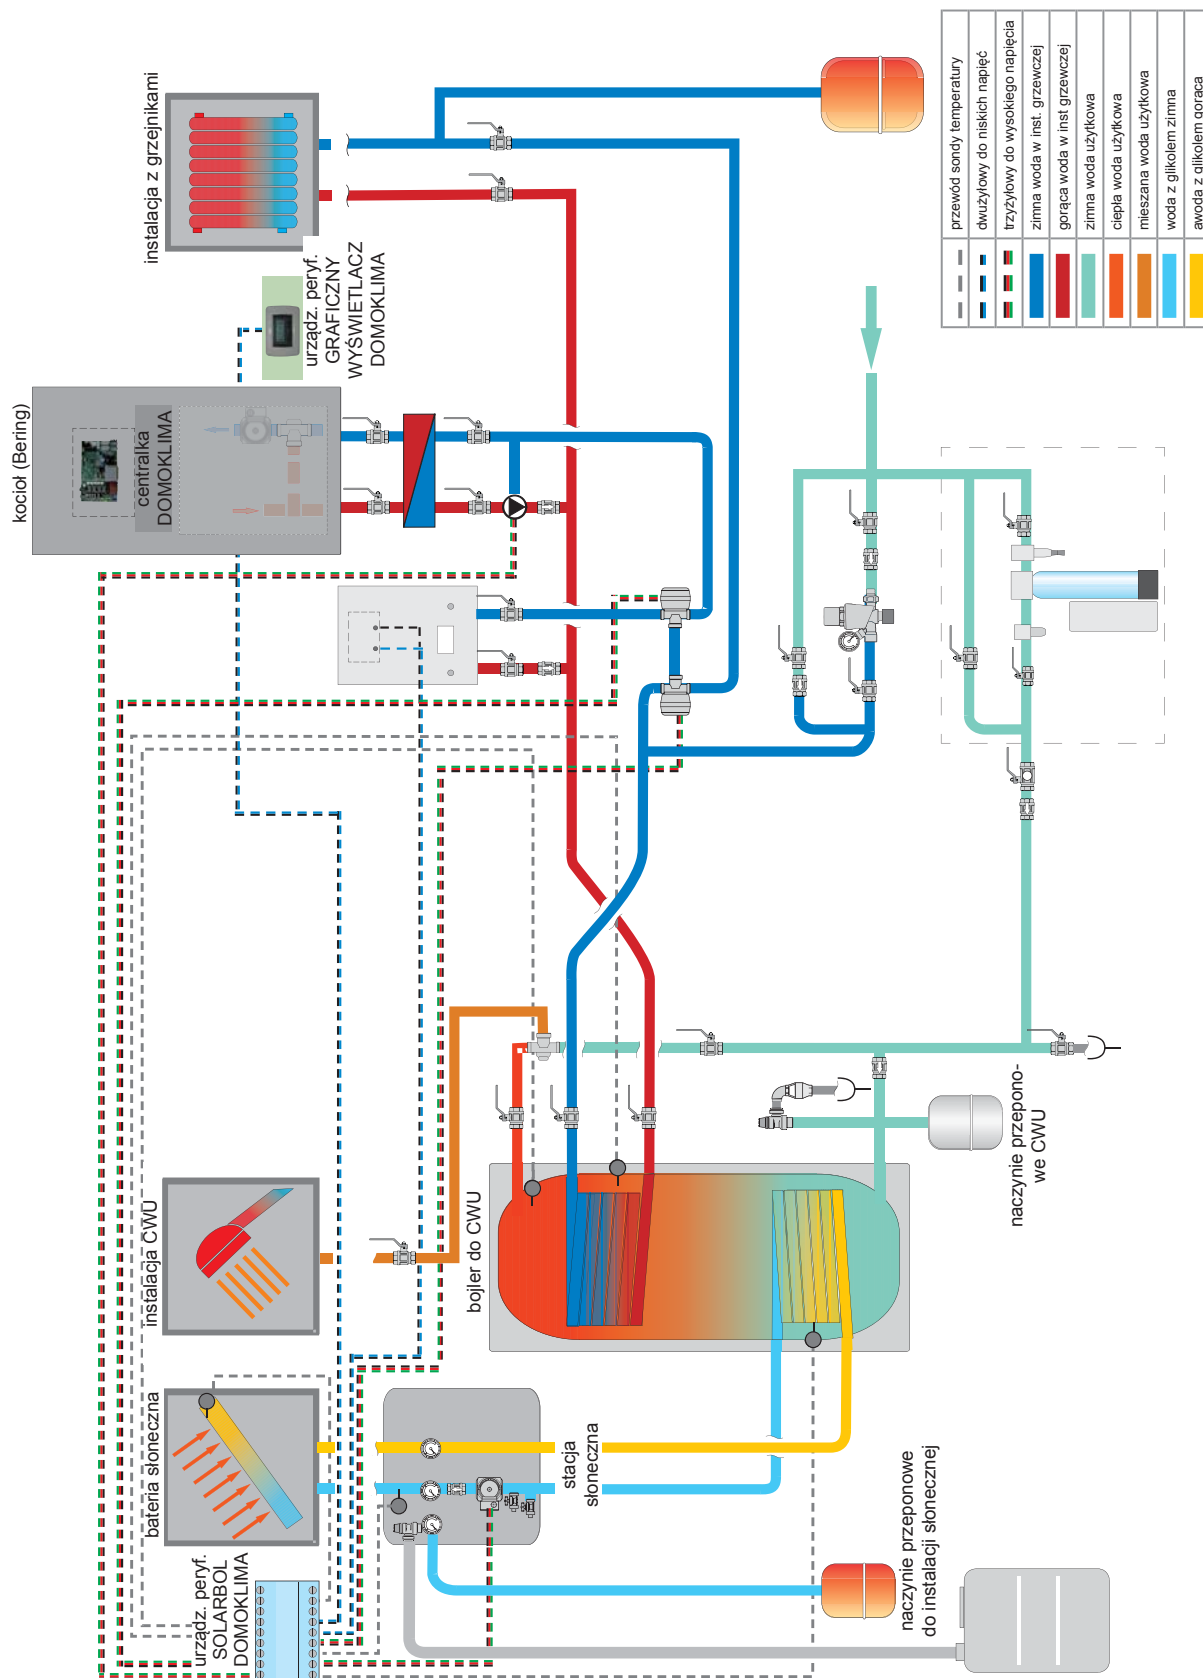 instalacja z grzejnikami
urządz. peryf.
GRAFICZNY
WYŚWIETLACZ
DOMOKLIMA
kocioł (Bering)
centralka
DOMOKLIMA
instalacja CWU
bojler do CWU
bateria słoneczna
stacja
słoneczna
urządz. peryf.
SOLARBOL
DOMOKLIMA
naczynie przepono-
we CWU
naczynie przeponowe
do instalacji słonecznej
przewód sondy temperatury
dwużyłowy do niskich napięć
trzyżyłowy do wysokiego napięcia
zimna woda w inst. grzewczej
gorąca woda w inst grzewczej
zimna woda użytkowa
ciepła woda użytkowa
mieszana woda użytkowa
woda z glikolem zimna
awoda z glikolem gorąca